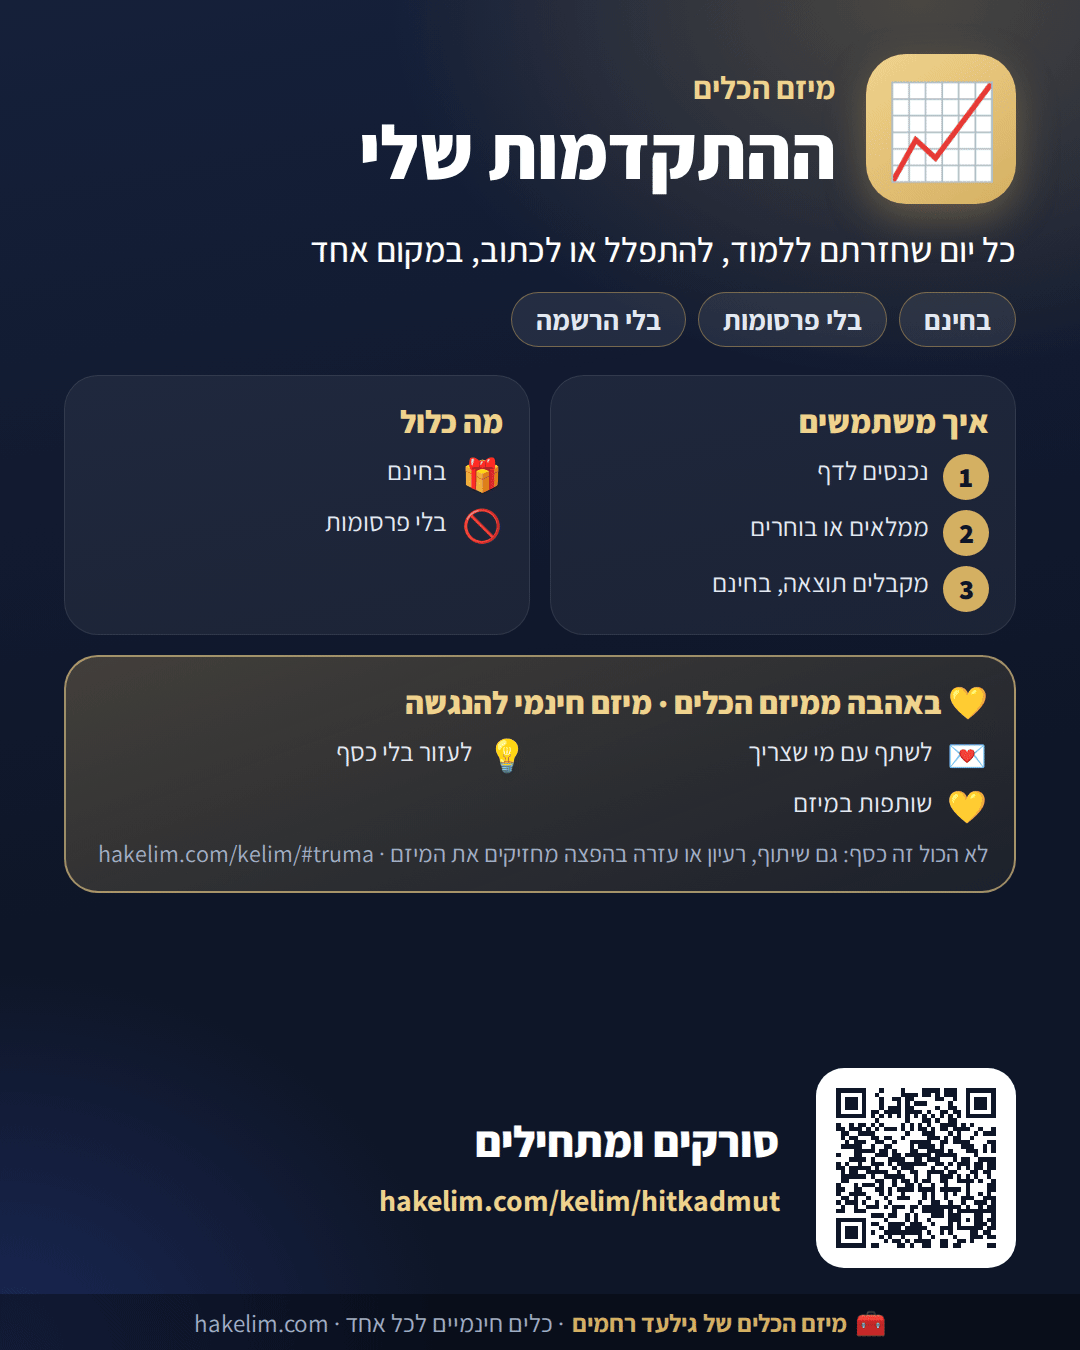 מיזם הכלים
ההתקדמות שלי
כל יום שחזרתם ללמוד, להתפלל או לכתוב, במקום אחד
בחינם
בלי פרסומות
בלי הרשמה
איך משתמשים
1 נכנסים לדף
2 ממלאים או בוחרים
3 מקבלים תוצאה, בחינם
מה כלול
בחינם
בלי פרסומות
באהבה ממיזם הכלים · מיזם חינמי להנגשה
לשתף עם מי שצריך
לעזור בלי כסף
שותפות במיזם
לא הכול זה כסף: גם שיתוף, רעיון או עזרה בהפצה מחזיקים את המיזם · hakelim.com/kelim/#truma
סורקים ומתחילים
hakelim.com/kelim/hitkadmut
מיזם הכלים של גילעד רחמים · כלים חינמיים לכל אחד · hakelim.com